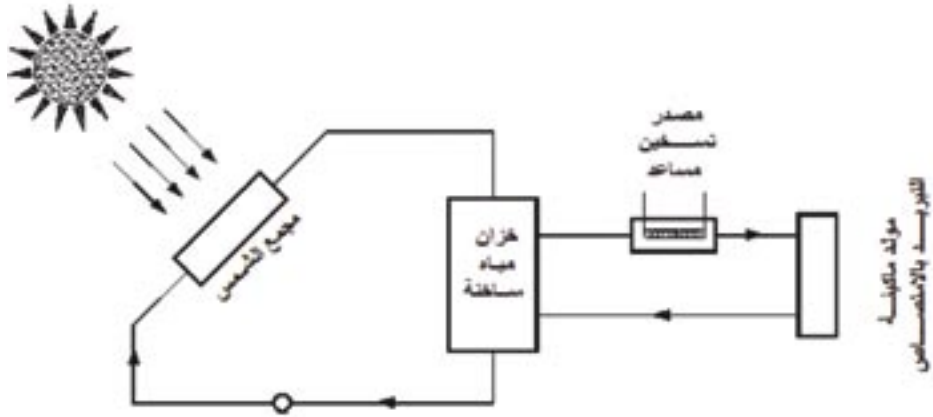 مصدر
تسخين
مساعد
مجمع الشمس
خزان
مياه
ساخنة
مولد ماكينة
التبريد بالامتصاص